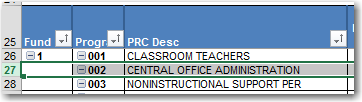 25 Fund Progra PRC Desc
26 1 001 CLASSROOM TEACHERS
27 002 CENTRAL OFFICE ADMINISTRATION
28 003 NONINSTRUCTIONAL SUPPORT PER